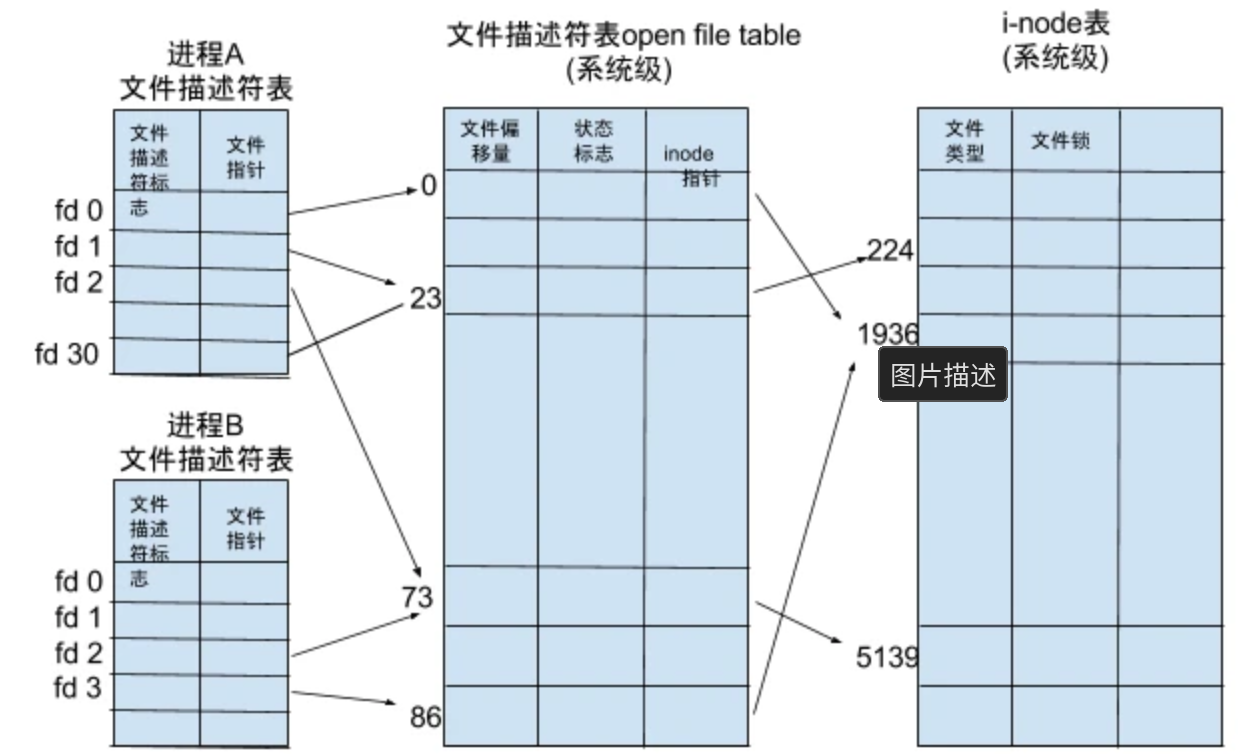 进程A
文件描述符表
文件
描述
符标
志
文件
指针
fd 0
fd 1
fd 2
fd 30
进程B
文件描述符表
文件
描述
符标
志
文件
指针
fd 0
fd 1
fd 2
fd 3
文件描述符表open file table
(系统级)
文件偏
移量
状态
标志
inode
指针
0
23
73
86
i-node表
(系统级)
文件
类型
文件锁
224
1936
图片描述
5139